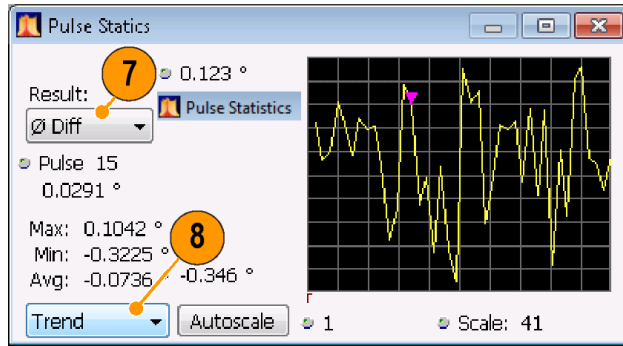 Pulse Statics
7
0.123 °
Result:
Pulse Statistics
Ø Diff
Pulse 15
0.0291 °
Max: 0.1042 °
8
Min: -0.3225 °
Avg: -0.0736 °
-0.346 °
Trend
Autoscale
1
Scale: 41